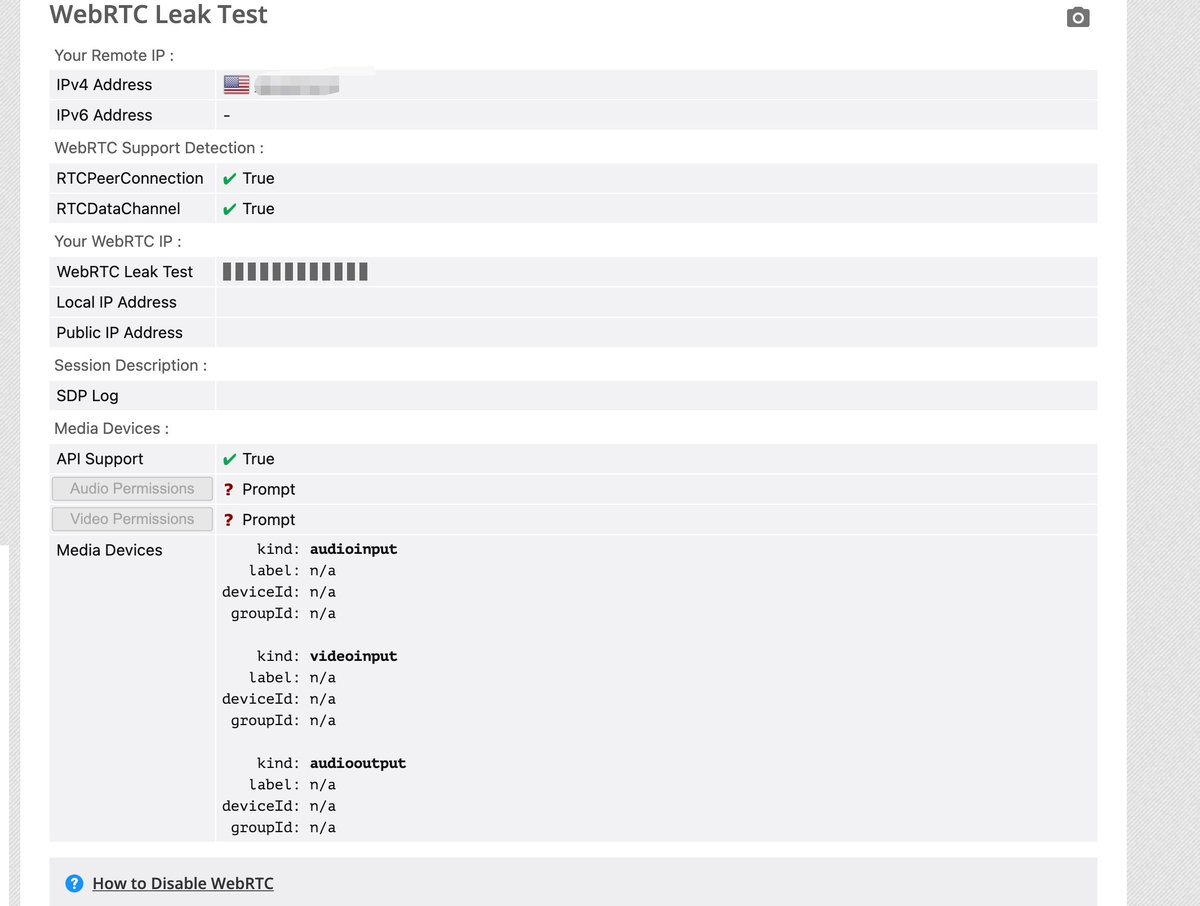 WebRTC Leak Test
Your Remote IP :
IPv4 Address
IPv6 Address -
WebRTC Support Detection :
RTCPeerConnection ✔ True
RTCDataChannel ✔ True
Your WebRTC IP :
WebRTC Leak Test
Local IP Address
Public IP Address
Session Description :
SDP Log
Media Devices :
API Support ✔ True
Audio Permissions ? Prompt
Video Permissions ? Prompt
Media Devices kind: audioinput
label: n/a
deviceId: n/a
groupId: n/a
kind: videoinput
label: n/a
deviceId: n/a
groupId: n/a
kind: audiooutput
label: n/a
deviceId: n/a
groupId: n/a
? How to Disable WebRTC